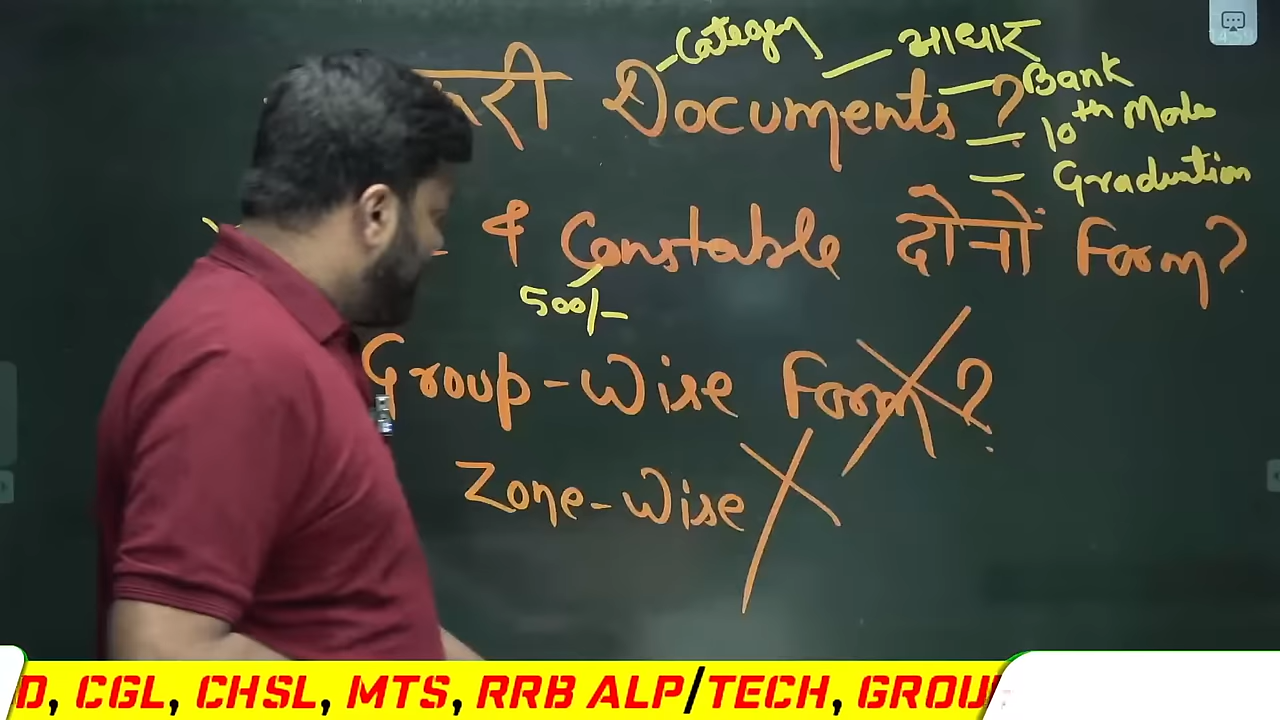 Category
आधार
Documents ?
Bank
10th Marks
Graduation
& Constable दोनों Form?
500/-
Group-Wise Form ?
Zone-Wise
D, CGL, CHSL, MTS, RRB ALP/TECH, GROU